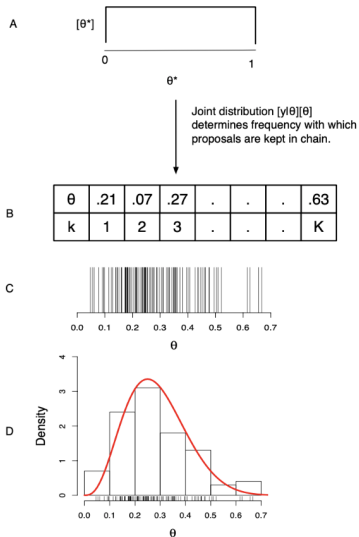 A
[θ*]
0 1
θ*
Joint distribution [y|θ][θ]
determines frequency with which
proposals are kept in chain.
B
θ .21 .07 .27 . . . .63
k 1 2 3 . . . K
C
0.0 0.1 0.2 0.3 0.4 0.5 0.6 0.7
θ
D
Density
4
3
2
1
0
0.0 0.1 0.2 0.3 0.4 0.5 0.6 0.7
θ